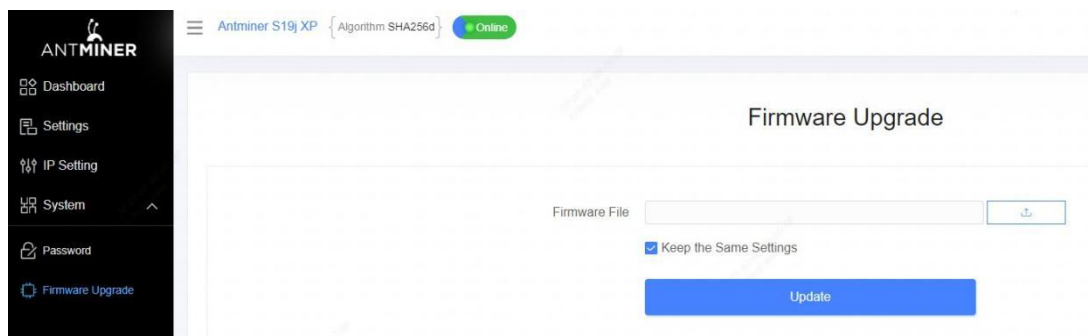 ANTMINER
Antminer S19j XP { Algorithm SHA256d } Online
Dashboard
Settings
IP Setting
System
Password
Firmware Upgrade
Firmware Upgrade
Firmware File
Keep the Same Settings
Update